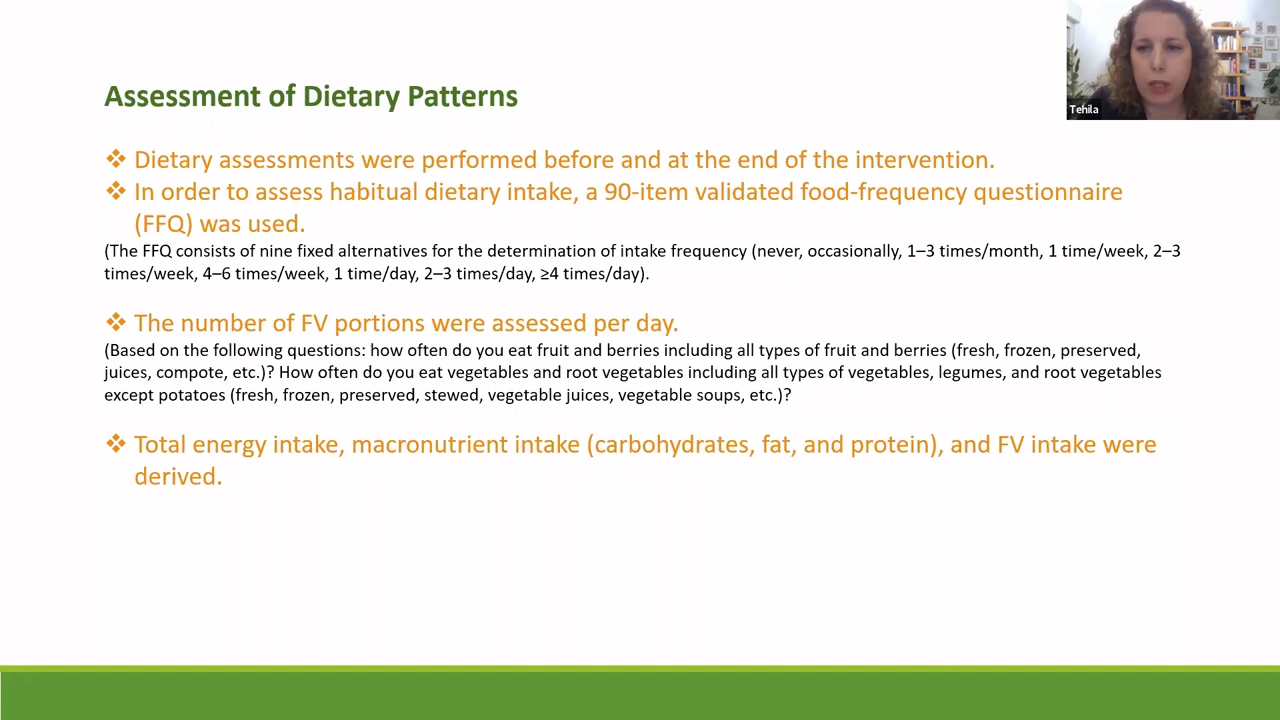 Assessment of Dietary Patterns
Tehila
❖ Dietary assessments were performed before and at the end of the intervention.
❖ In order to assess habitual dietary intake, a 90-item validated food-frequency questionnaire
(FFQ) was used.
(The FFQ consists of nine fixed alternatives for the determination of intake frequency (never, occasionally, 1–3 times/month, 1 time/week, 2–3
times/week, 4–6 times/week, 1 time/day, 2–3 times/day, ≥4 times/day).
❖ The number of FV portions were assessed per day.
(Based on the following questions: how often do you eat fruit and berries including all types of fruit and berries (fresh, frozen, preserved,
juices, compote, etc.)? How often do you eat vegetables and root vegetables including all types of vegetables, legumes, and root vegetables
except potatoes (fresh, frozen, preserved, stewed, vegetable juices, vegetable soups, etc.)?
❖ Total energy intake, macronutrient intake (carbohydrates, fat, and protein), and FV intake were
derived.